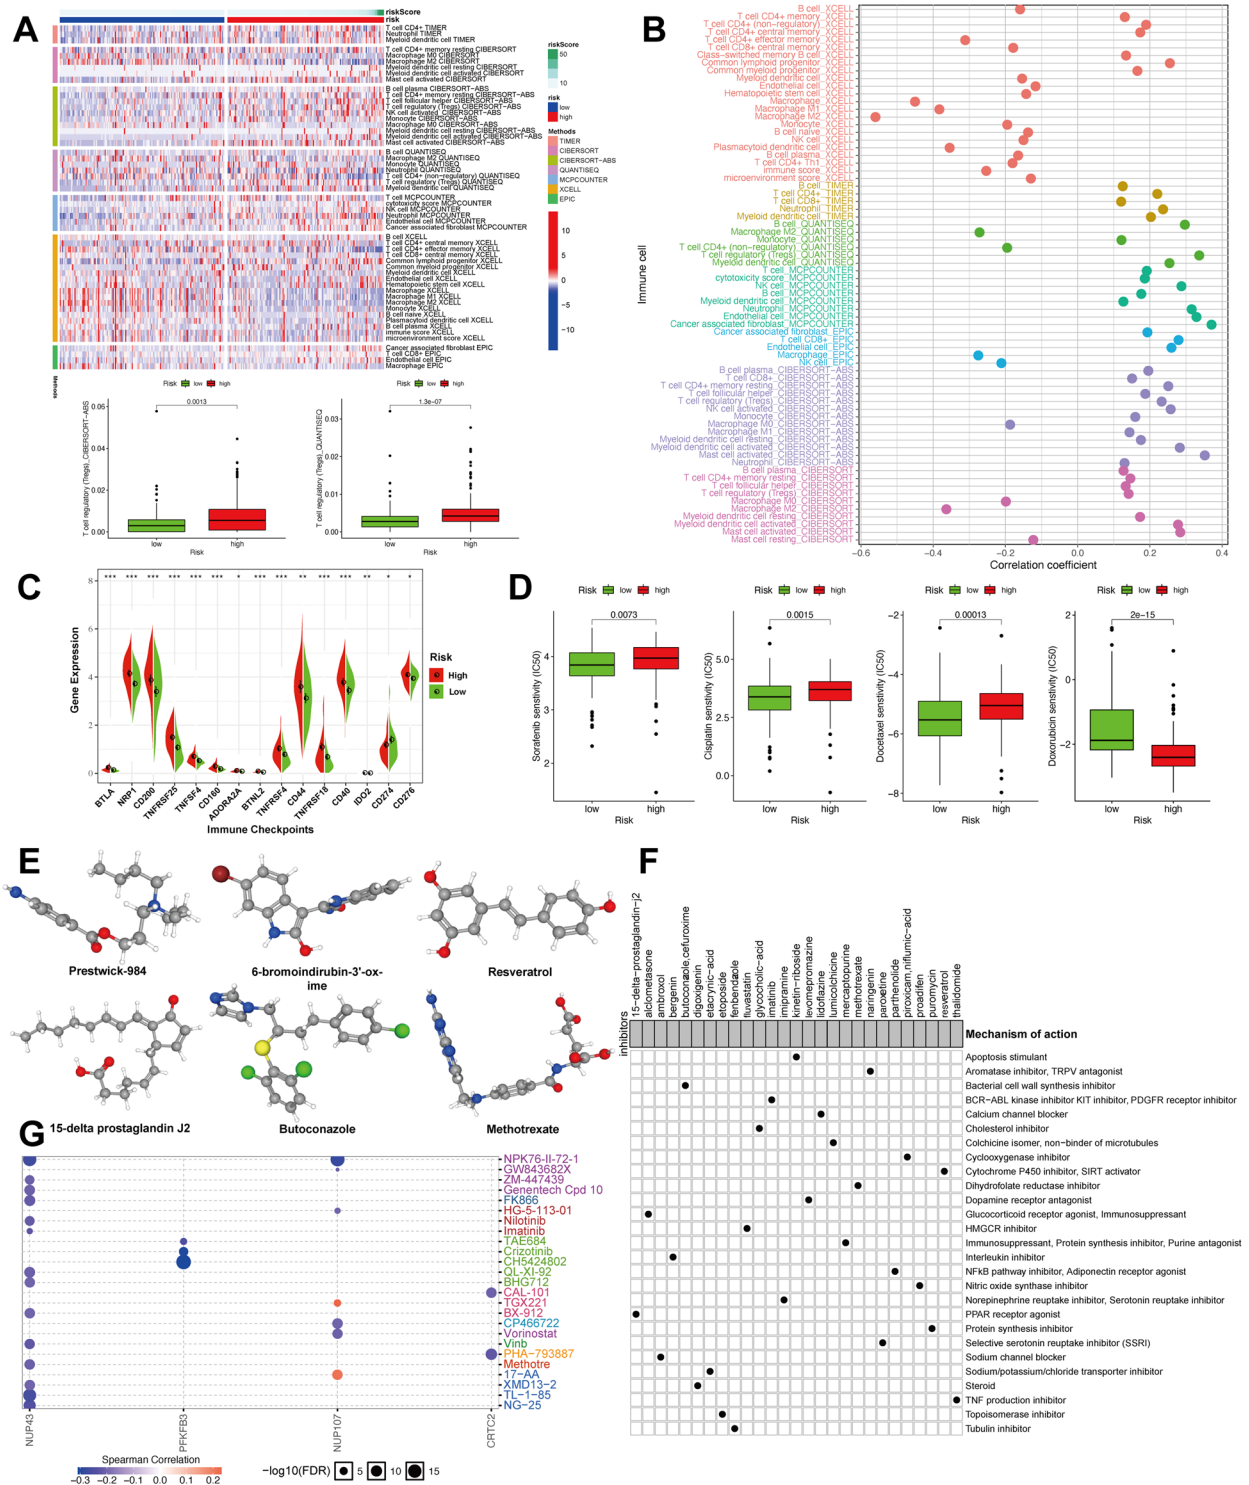 A
riskScore
risk
T cell CD4+ TIMER
Neutrophil TIMER
Myeloid dendritic cell TIMER
T cell CD4+ memory resting CIBERSORT
Macrophage M0 CIBERSORT
Macrophage M2 CIBERSORT
Myeloid dendritic cell resting CIBERSORT
Myeloid dendritic cell activated CIBERSORT
Mast cell activated CIBERSORT
B cell plasma CIBERSORT-ABS
T cell CD4+ memory resting CIBERSORT-ABS
T cell follicular helper CIBERSORT-ABS
T cell regulatory (Tregs) CIBERSORT-ABS
NK cell activated CIBERSORT-ABS
Monocyte CIBERSORT-ABS
Macrophage M0 CIBERSORT-ABS
Myeloid dendritic cell resting CIBERSORT-ABS
Myeloid dendritic cell activated CIBERSORT-ABS
Mast cell activated CIBERSORT-ABS
B cell QUANTISEQ
Macrophage M2 QUANTISEQ
Monocyte QUANTISEQ
Neutrophil QUANTISEQ
T cell CD4+ (non-regulatory) QUANTISEQ
T cell regulatory (Tregs) QUANTISEQ
Myeloid dendritic cell QUANTISEQ
T cell MCPCOUNTER
cytotoxicity score MCPCOUNTER
NK cell MCPCOUNTER
Neutrophil MCPCOUNTER
Endothelial cell MCPCOUNTER
Cancer associated fibroblast MCPCOUNTER
B cell XCELL
T cell CD4+ central memory XCELL
T cell CD4+ effector memory XCELL
T cell CD8+ central memory XCELL
Common lymphoid progenitor XCELL
Common myeloid progenitor XCELL
Myeloid dendritic cell XCELL
Endothelial cell XCELL
Hematopoietic stem cell XCELL
Macrophage XCELL
Macrophage M1 XCELL
Macrophage M2 XCELL
Monocyte XCELL
B cell naive XCELL
Plasmacytoid dendritic cell XCELL
B cell plasma XCELL
immune score XCELL
microenvironment score XCELL
Cancer associated fibroblast EPIC
T cell CD8+ EPIC
Endothelial cell EPIC
Macrophage EPIC
Methods
riskScore
50
10
risk
low
high
Methods
TIMER
CIBERSORT
CIBERSORT-ABS
QUANTISEQ
MCPCOUNTER
XCELL
EPIC
10
5
0
−5
−10
Risk low high
0.0013
T cell regulatory (Tregs)_CIBERSORT-ABS
0.06
0.04
0.02
0.00
low high
Risk
Risk low high
1.3e-07
T cell regulatory (Tregs)_QUANTISEQ
0.03
0.02
0.01
0.00
low high
Risk
B
Immune cell
B cell_XCELL
T cell CD4+ memory_XCELL
T cell CD4+ (non-regulatory)_XCELL
T cell CD4+ central memory_XCELL
T cell CD4+ effector memory_XCELL
T cell CD8+ central memory_XCELL
Class-switched memory B cell_XCELL
Common lymphoid progenitor_XCELL
Common myeloid progenitor_XCELL
Myeloid dendritic cell_XCELL
Endothelial cell_XCELL
Hematopoietic stem cell_XCELL
Macrophage_XCELL
Macrophage M1_XCELL
Macrophage M2_XCELL
Monocyte_XCELL
B cell naive_XCELL
NK cell_XCELL
Plasmacytoid dendritic cell_XCELL
B cell plasma_XCELL
T cell CD4+ Th1_XCELL
immune score_XCELL
microenvironment score_XCELL
B cell_TIMER
T cell CD4+_TIMER
T cell CD8+_TIMER
Neutrophil_TIMER
Myeloid dendritic cell_TIMER
B cell_QUANTISEQ
Macrophage M2_QUANTISEQ
Monocyte_QUANTISEQ
T cell CD4+ (non-regulatory)_QUANTISEQ
T cell regulatory (Tregs)_QUANTISEQ
Myeloid dendritic cell_QUANTISEQ
T cell_MCPCOUNTER
cytotoxicity score_MCPCOUNTER
NK cell_MCPCOUNTER
B cell_MCPCOUNTER
Myeloid dendritic cell_MCPCOUNTER
Neutrophil_MCPCOUNTER
Endothelial cell_MCPCOUNTER
Cancer associated fibroblast_MCPCOUNTER
Cancer associated fibroblast_EPIC
T cell CD8+_EPIC
Endothelial cell_EPIC
Macrophage_EPIC
NK cell_EPIC
B cell plasma_CIBERSORT-ABS
T cell CD8+_CIBERSORT-ABS
T cell CD4+ memory resting_CIBERSORT-ABS
T cell follicular helper_CIBERSORT-ABS
T cell regulatory (Tregs)_CIBERSORT-ABS
NK cell activated_CIBERSORT-ABS
Monocyte_CIBERSORT-ABS
Macrophage M0_CIBERSORT-ABS
Macrophage M1_CIBERSORT-ABS
Myeloid dendritic cell resting_CIBERSORT-ABS
Myeloid dendritic cell activated_CIBERSORT-ABS
Mast cell activated_CIBERSORT-ABS
Neutrophil_CIBERSORT-ABS
B cell plasma_CIBERSORT
T cell CD4+ memory resting_CIBERSORT
T cell follicular helper_CIBERSORT
T cell regulatory (Tregs)_CIBERSORT
Macrophage M0_CIBERSORT
Macrophage M2_CIBERSORT
Myeloid dendritic cell resting_CIBERSORT
Myeloid dendritic cell activated_CIBERSORT
Mast cell activated_CIBERSORT
Mast cell resting_CIBERSORT
−0.6 −0.4 −0.2 0.0 0.2 0.4
Correlation coefficient
C
*** *** *** *** *** *** * *** *** ** *** *** ** * *
Gene Expression
8
6
4
2
0
BTLA NRP1 CD200 TNFRSF25 TNFSF4 CD160 ADORA2A BTNL2 TNFRSF4 CD44 TNFRSF18 CD40 IDO2 CD274 CD276
Immune Checkpoints
Risk
High
Low
D
Risk low high
0.0073
Sorafenib senstivity (IC50)
4
3
2
low high
Risk
Risk low high
0.0015
Cisplatin senstivity (IC50)
5.0
2.5
0.0
low high
Risk
Risk low high
0.00013
Docetaxel senstivity (IC50)
−2
−4
−6
−8
low high
Risk
Risk low high
2e-15
Doxorubicin senstivity (IC50)
2
0
−2
low high
Risk
E
Prestwick-984
6-bromoindirubin-3'-ox-
ime
Resveratrol
15-delta prostaglandin J2
Butoconazole
Methotrexate
F
inhibitors
15-delta-prostaglandin-j2
alclometasone
ambroxol
bergenin
butoconazole,cefuroxime
digoxigenin
etacrynic-acid
etoposide
fenbendazole
fluvastatin
glycocholic-acid
imatinib
imipramine
kinetin-riboside
levomepromazine
lidoflazine
lumicolchicine
mercaptopurine
methotrexate
naringenin
paroxetine
parthenolide
piroxicam,niflumic-acid
proadifen
puromycin
resveratrol
thalidomide
Mechanism of action
Apoptosis stimulant
Aromatase inhibitor, TRPV antagonist
Bacterial cell wall synthesis inhibitor
BCR-ABL kinase inhibitor KIT inhibitor, PDGFR receptor inhibitor
Calcium channel blocker
Cholesterol inhibitor
Colchicine isomer, non-binder of microtubules
Cyclooxygenase inhibitor
Cytochrome P450 inhibitor, SIRT activator
Dihydrofolate reductase inhibitor
Dopamine receptor antagonist
Glucocorticoid receptor agonist, Immunosuppressant
HMGCR inhibitor
Immunosuppressant, Protein synthesis inhibitor, Purine antagonist
Interleukin inhibitor
NFkB pathway inhibitor, Adiponectin receptor agonist
Nitric oxide synthase inhibitor
Norepinephrine reuptake inhibitor, Serotonin reuptake inhibitor
PPAR receptor agonist
Protein synthesis inhibitor
Selective serotonin reuptake inhibitor (SSRI)
Sodium channel blocker
Sodium/potassium/chloride transporter inhibitor
Steroid
TNF production inhibitor
Topoisomerase inhibitor
Tubulin inhibitor
G
NPK76-II-72-1
GW843682X
ZM-447439
Genentech Cpd 10
FK866
HG-5-113-01
Nilotinib
Imatinib
TAE684
Crizotinib
CH5424802
QL-XI-92
BHG712
CAL-101
TGX221
BX-912
CP466722
Vorinostat
Vinb
PHA-793887
Methotre
17-AA
XMD13-2
TL-1-85
NG-25
NUP43 PFKFB3 NUP107 CRTC2
Spearman Correlation
−0.3 −0.2 −0.1 0.0 0.1 0.2
−log10(FDR) 5 10 15